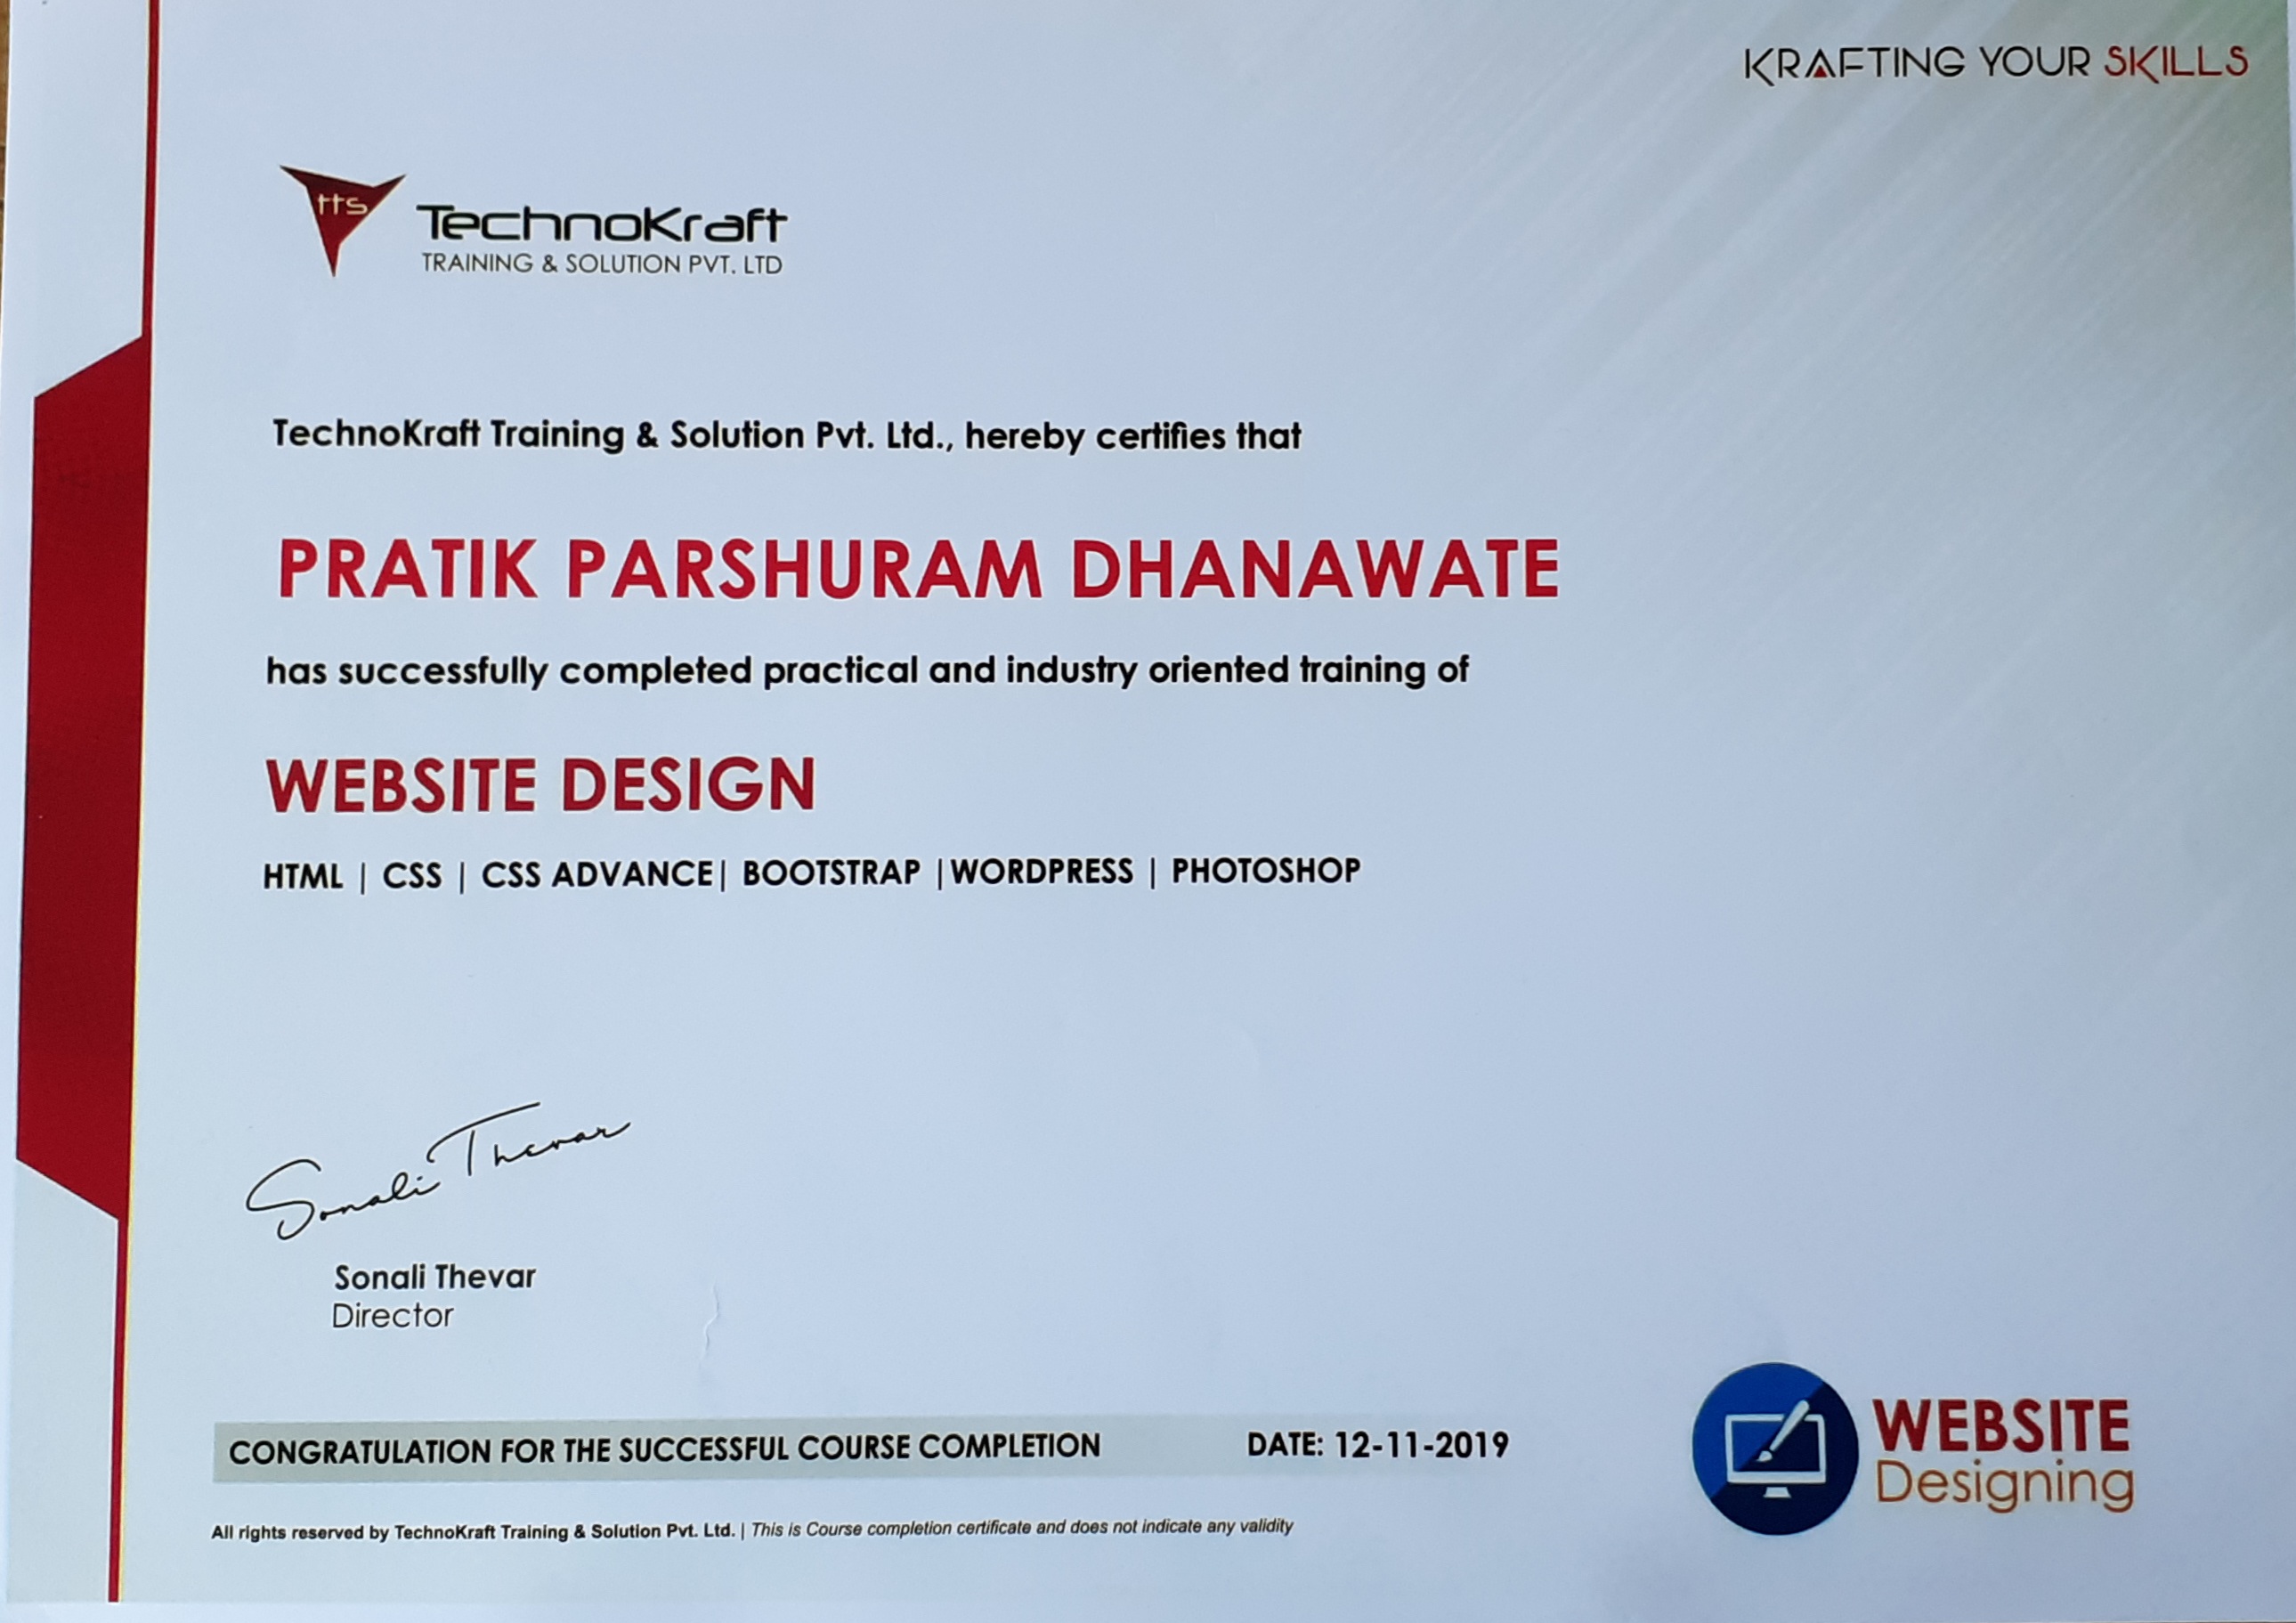 KRAFTING YOUR SKILLS
tts
TechnoKraft
TRAINING & SOLUTION PVT. LTD
TechnoKraft Training & Solution Pvt. Ltd., hereby certifies that
PRATIK PARSHURAM DHANAWATE
has successfully completed practical and industry oriented training of
WEBSITE DESIGN
HTML | CSS | CSS ADVANCE| BOOTSTRAP |WORDPRESS | PHOTOSHOP
Sonali Thevar
Sonali Thevar
Director
CONGRATULATION FOR THE SUCCESSFUL COURSE COMPLETION DATE: 12-11-2019
WEBSITE
Designing
All rights reserved by TechnoKraft Training & Solution Pvt. Ltd. | This is Course completion certificate and does not indicate any validity